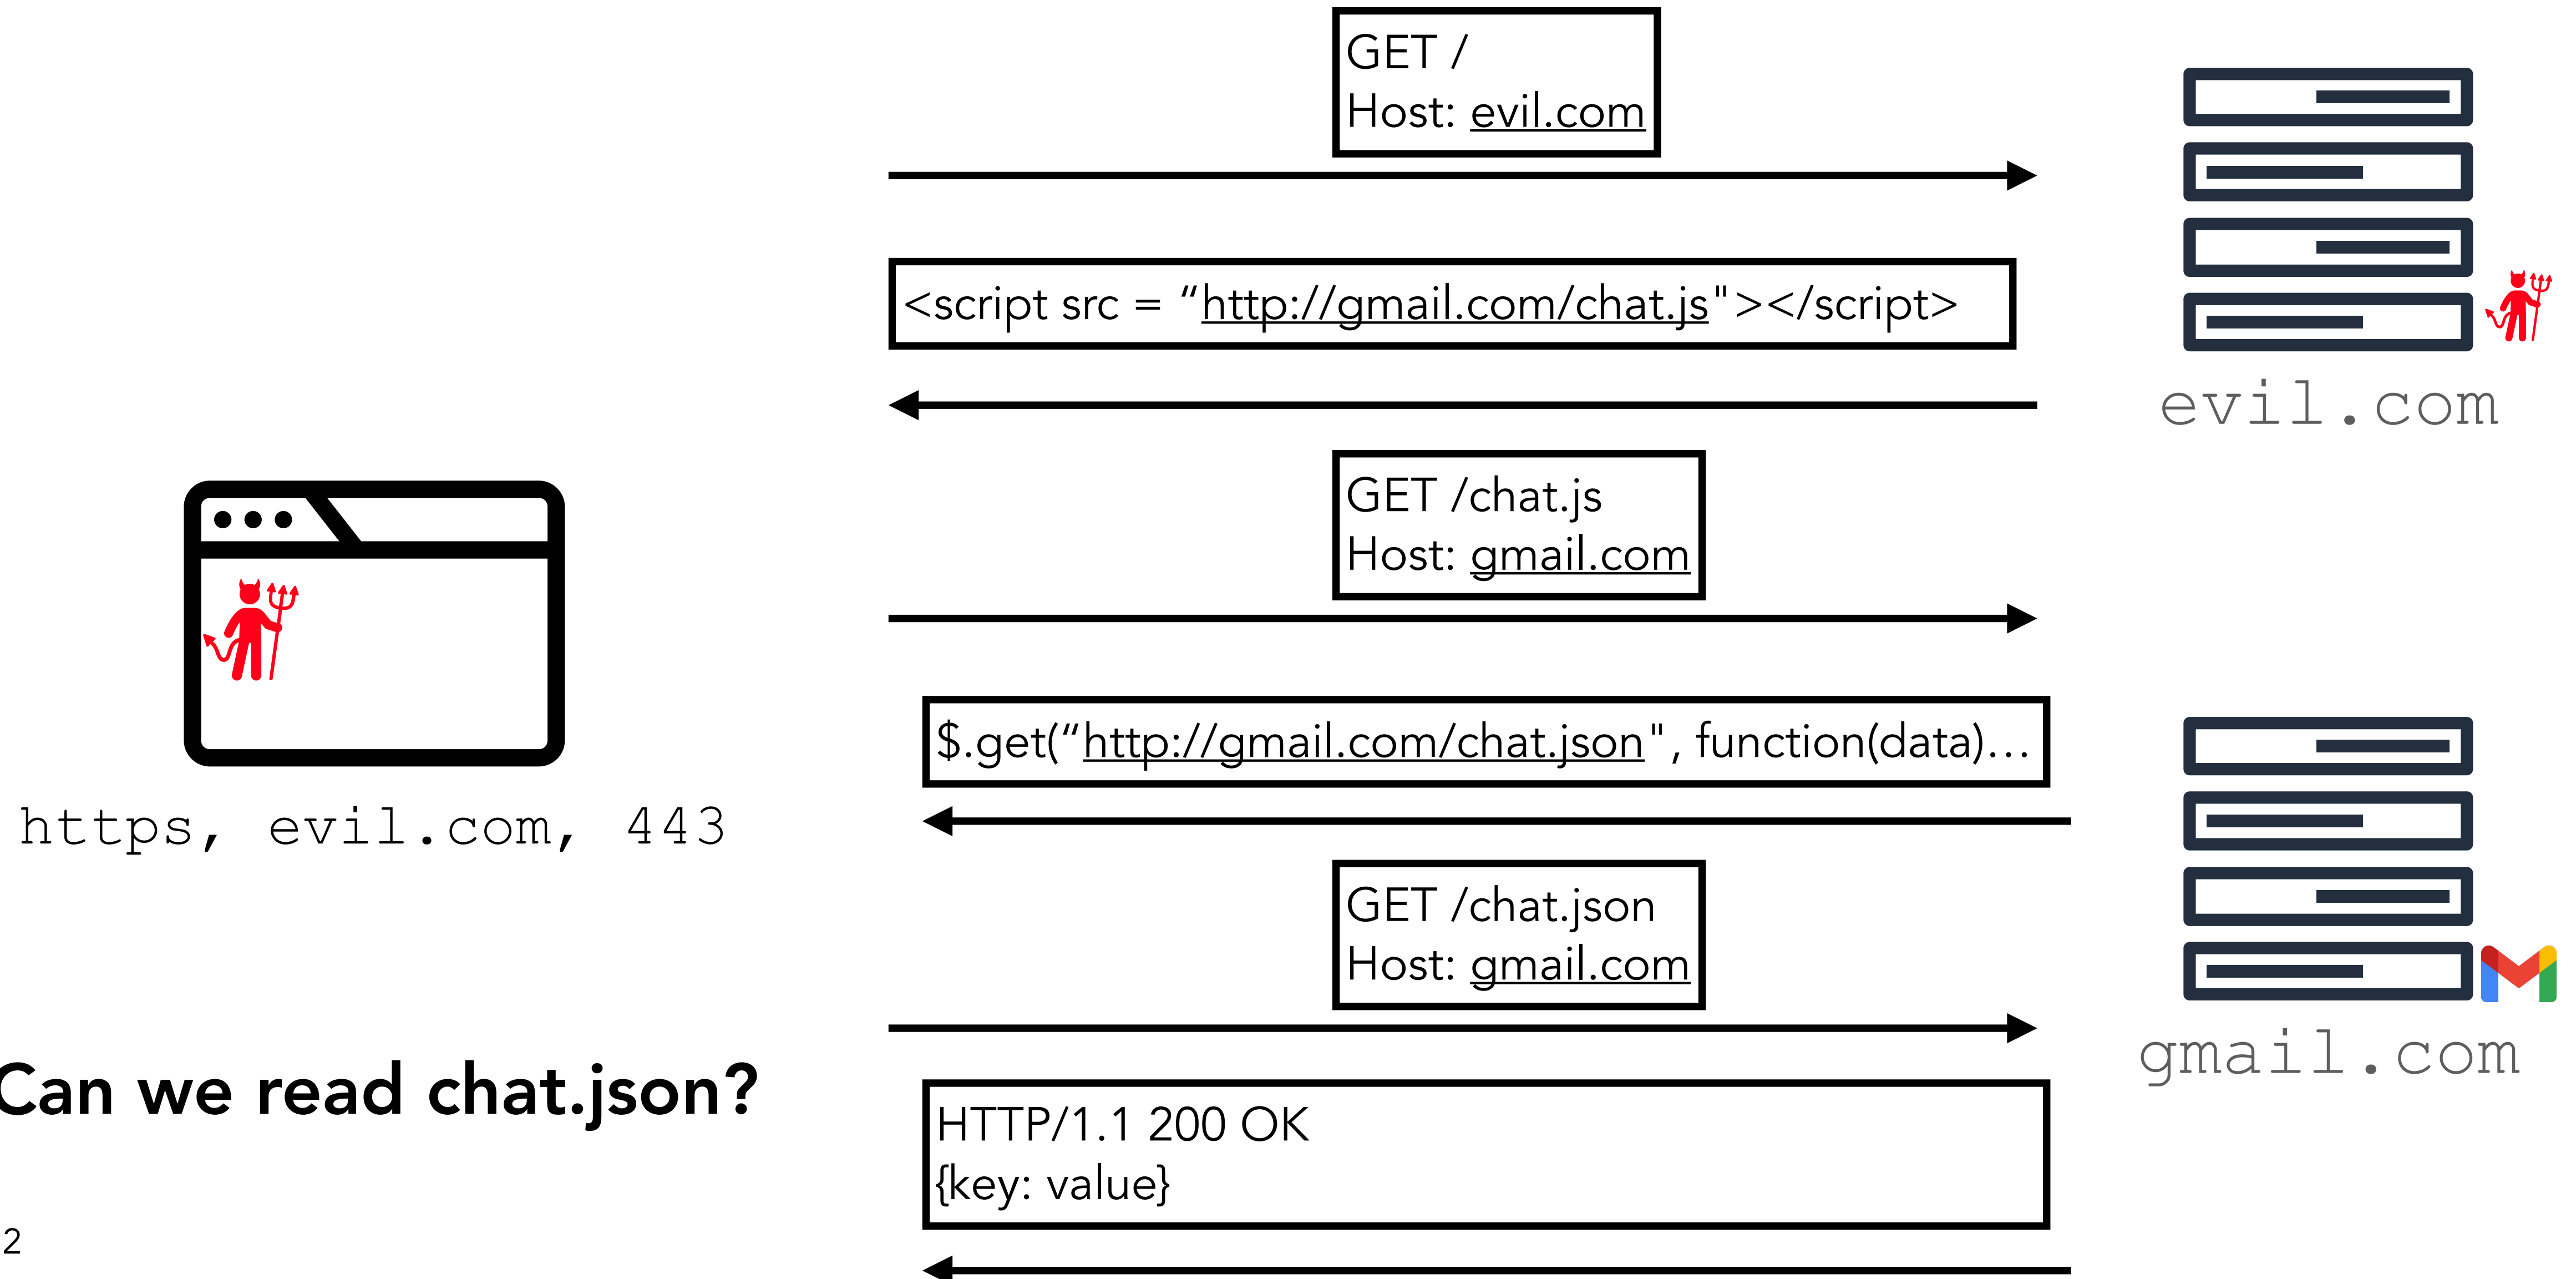 GET /
Host: evil.com
<script src = “http://gmail.com/chat.js"></script>
evil.com
GET /chat.js
Host: gmail.com
$.get(“http://gmail.com/chat.json", function(data)…
https, evil.com, 443
GET /chat.json
Host: gmail.com
gmail.com
Can we read chat.json?
HTTP/1.1 200 OK
{key: value}
2